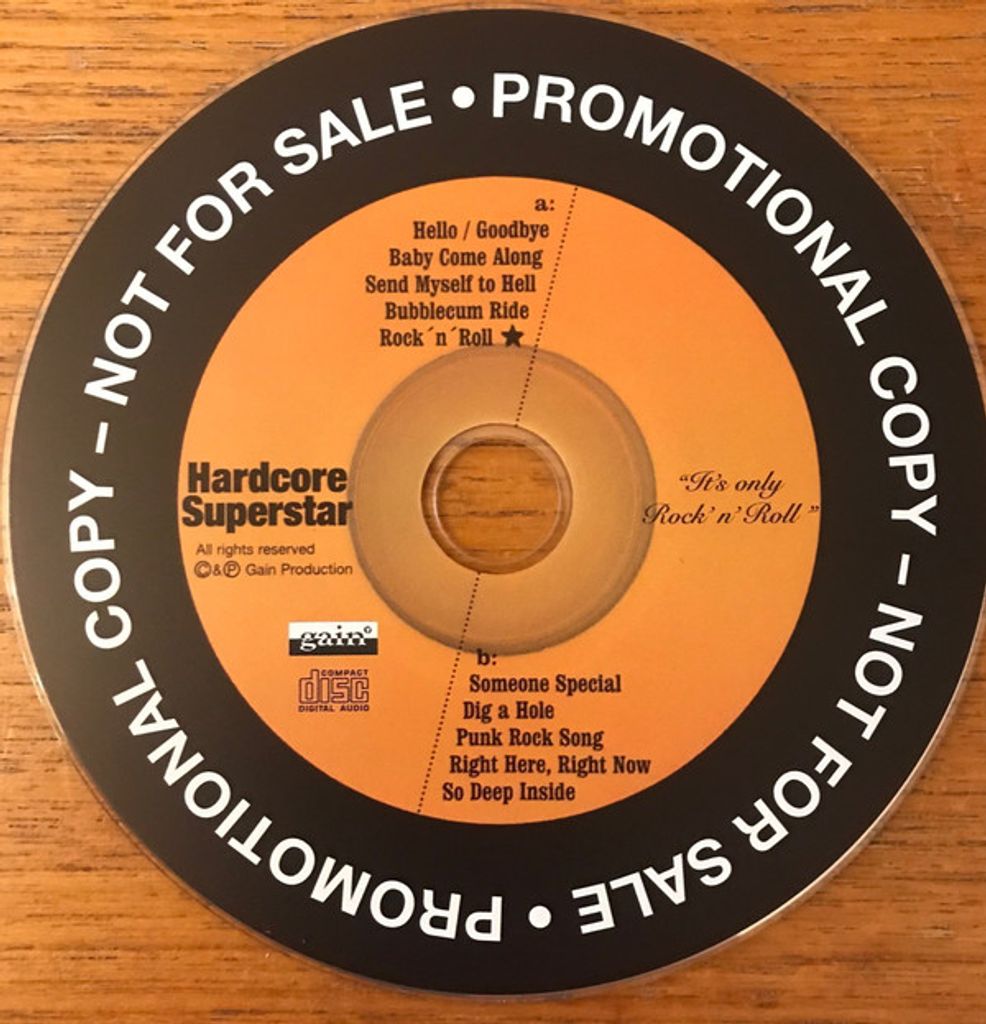 PROMOTIONAL COPY – NOT FOR SALE • PROMOTIONAL COPY – NOT FOR SALE •
a:
Hello / Goodbye
Baby Come Along
Send Myself to Hell
Bubblecum Ride
Rock´n´Roll ★
Hardcore
Superstar
All rights reserved
©&℗ Gain Production
"It's only
Rock'n'Roll"
gain
COMPACT
disc
DIGITAL AUDIO
b:
Someone Special
Dig a Hole
Punk Rock Song
Right Here, Right Now
So Deep Inside